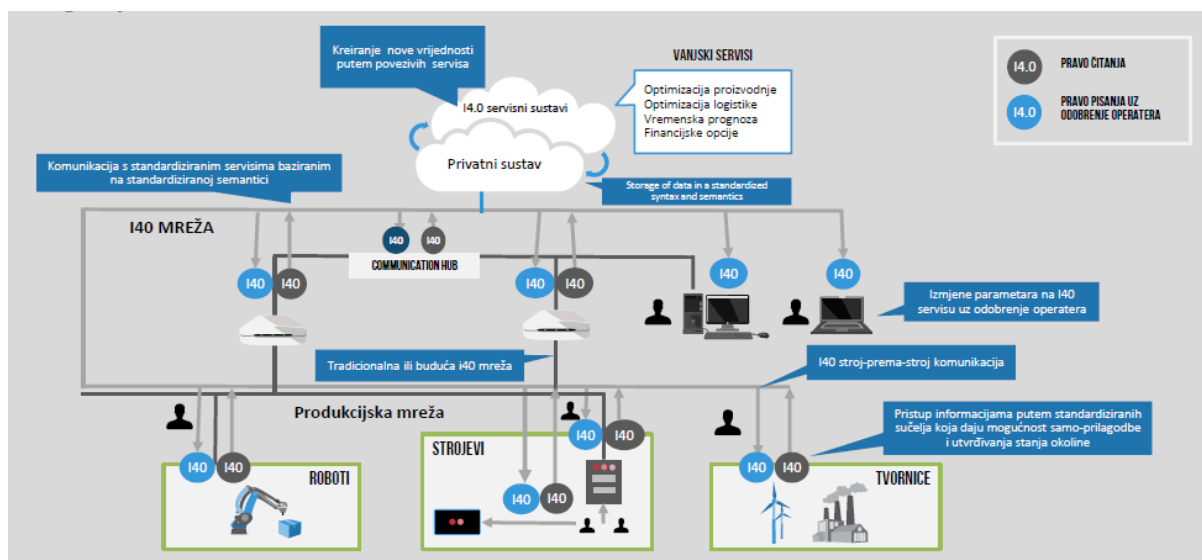 Kreiranje nove vrijednosti
putem povezivih servisa
I4.0 servisni sustavi
Privatni sustav
VANJSKI SERVISI
Optimizacija proizvodnje
Optimizacija logistike
Vremenska prognoza
Financijske opcije
I4.0
PRAVO ČITANJA
I4.0
PRAVO PISANJA UZ
ODOBRENJE OPERATERA
Komunikacija s standardiziranim servisima baziranim
na standardiziranoj semantici
Storage of data in a standardized
syntax and semantics
I40 MREŽA
I40 I40
COMMUNICATION HUB
I40 I40
I40 I40
I40
I40
Izmjene parametara na I40
servisu uz odobrenje operatera
Tradicionalna ili buduća i40 mreža
I40 stroj-prema-stroj komunikacija
Produkcijska mreža
Pristup informacijama putem standardiziranih
sučelja koja daju mogućnost samo-prilagodbe
i utvrđivanja stanja okoline
I40 I40
ROBOTI
STROJEVI
I40 I40
I40 I40
I40 I40
TVORNICE